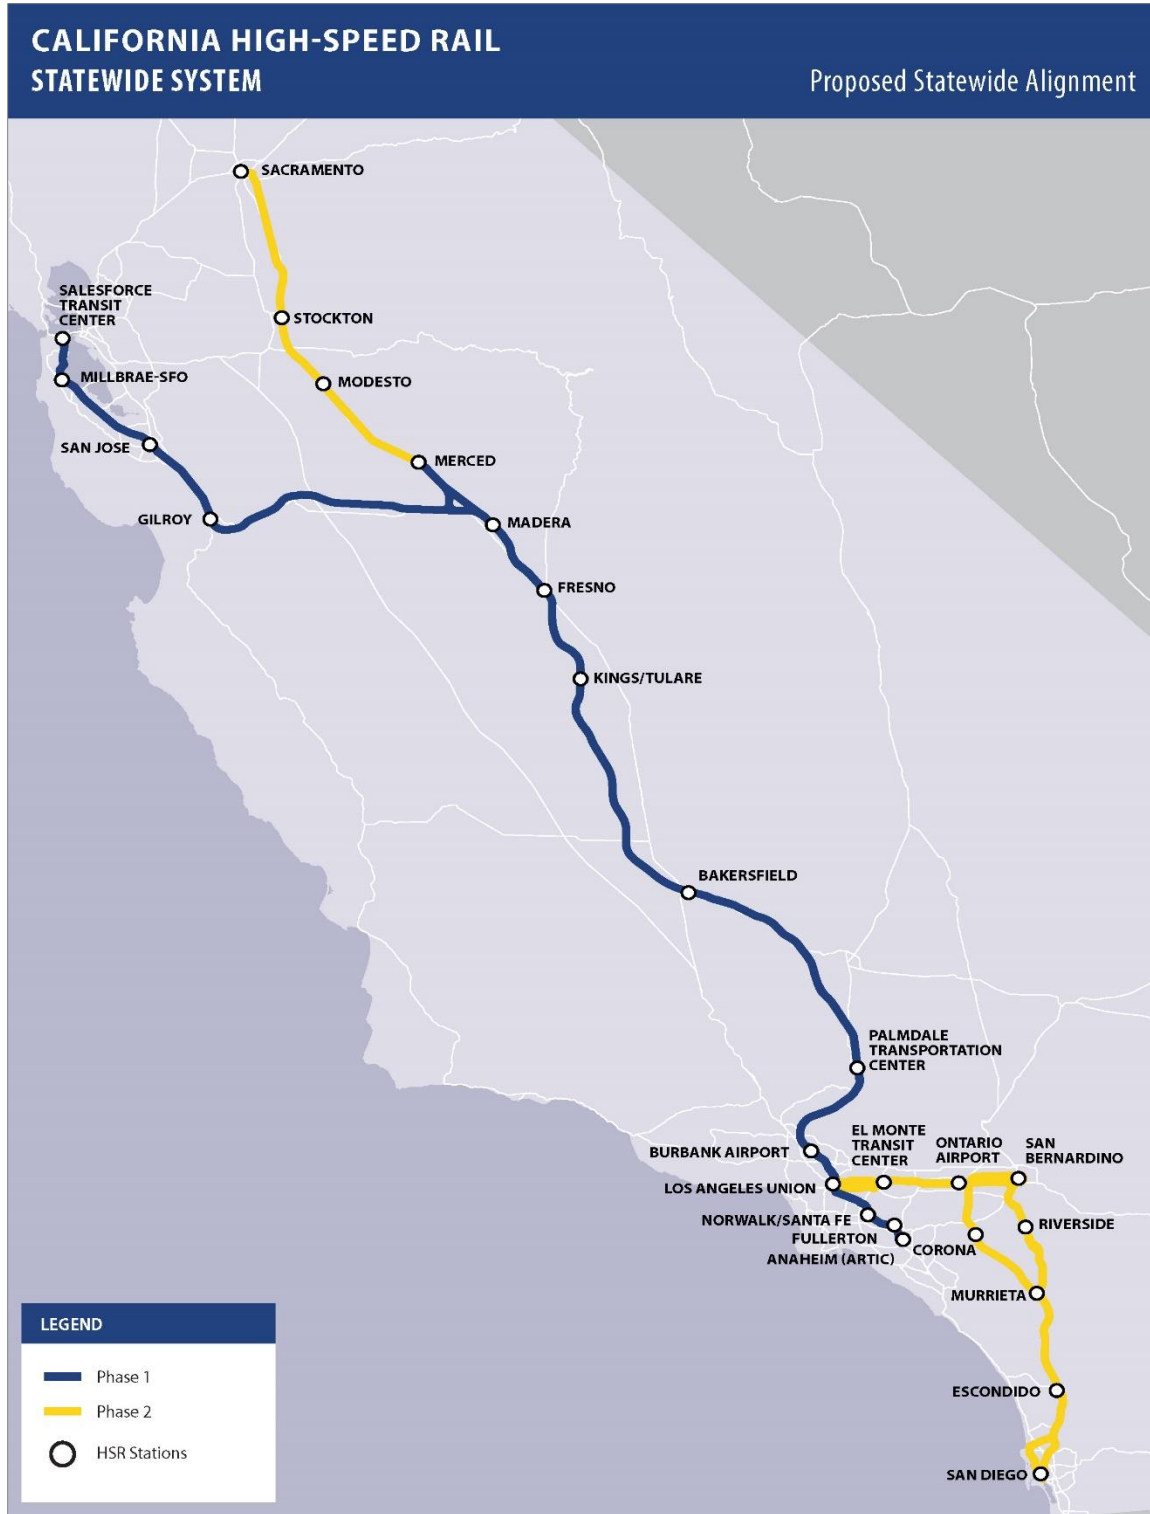 CALIFORNIA HIGH-SPEED RAIL
STATEWIDE SYSTEM
Proposed Statewide Alignment
SACRAMENTO
SALESFORCE
TRANSIT
CENTER
STOCKTON
MILLBRAE-SFO
MODESTO
SAN JOSE
MERCED
GILROY
MADERA
FRESNO
KINGS/TULARE
BAKERSFIELD
PALMDALE
TRANSPORTATION
CENTER
BURBANK AIRPORT
EL MONTE
TRANSIT
CENTER
ONTARIO
AIRPORT
SAN
BERNARDINO
LOS ANGELES UNION
NORWALK/SANTA FE
FULLERTON
ANAHEIM (ARTIC)
CORONA
RIVERSIDE
MURRIETA
ESCONDIDO
SAN DIEGO
LEGEND
Phase 1
Phase 2
HSR Stations